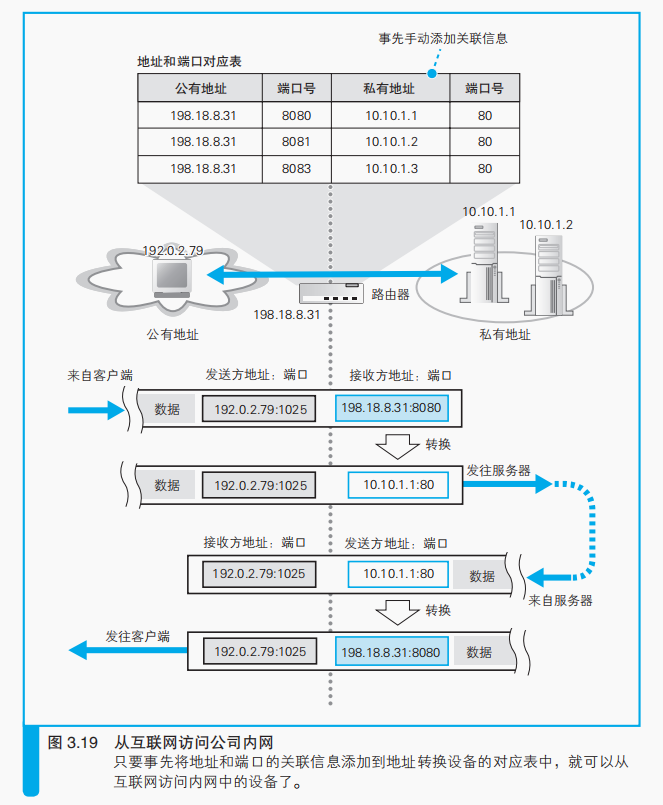 事先手动添加关联信息
地址和端口对应表
公有地址 端口号 私有地址 端口号
198.18.8.31 8080 10.10.1.1 80
198.18.8.31 8081 10.10.1.2 80
198.18.8.31 8083 10.10.1.3 80
10.10.1.1
10.10.1.2
192.0.2.79
路由器
198.18.8.31
公有地址
私有地址
来自客户端
发送方地址：端口 接收方地址：端口
数据 192.0.2.79:1025 198.18.8.31:8080
转换
数据 192.0.2.79:1025 10.10.1.1:80
发往服务器
接收方地址：端口 发送方地址：端口
192.0.2.79:1025 10.10.1.1:80 数据
来自服务器
转换
发往客户端
192.0.2.79:1025 198.18.8.31:8080 数据
图 3.19 从互联网访问公司内网
只要事先将地址和端口的关联信息添加到地址转换设备的对应表中，就可以从
互联网访问内网中的设备了。